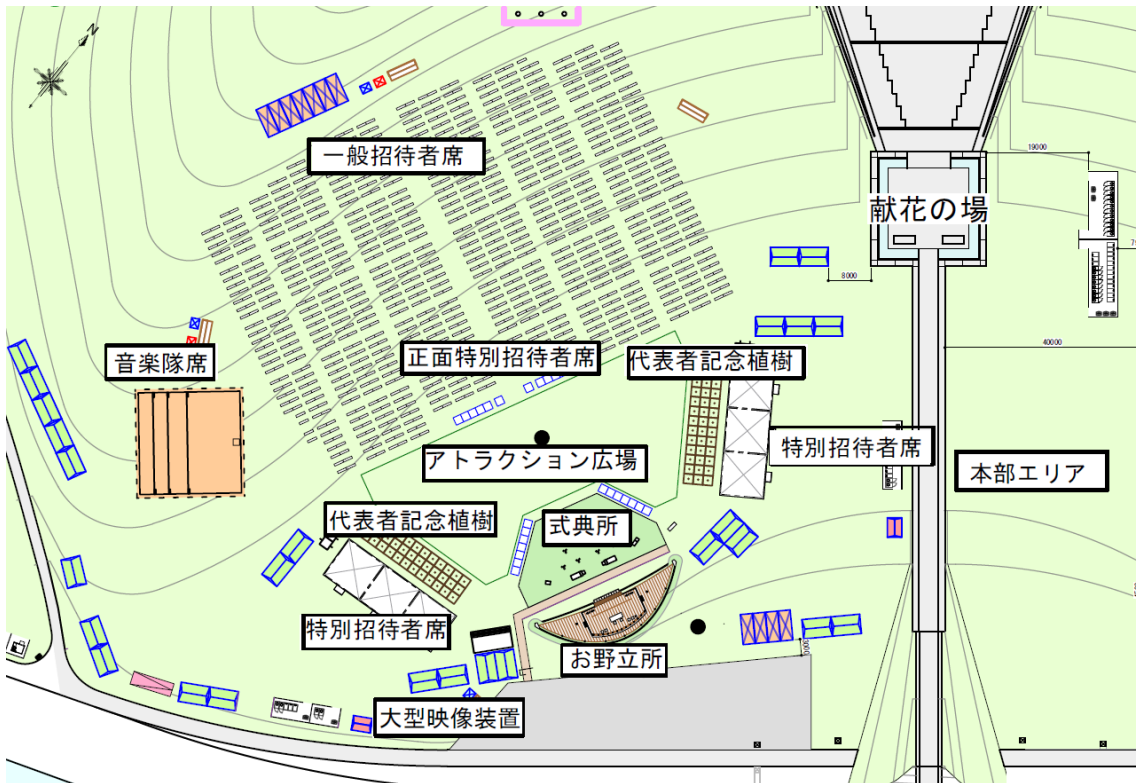 N
一般招待者席
19000
献花の場
8000
音楽隊席
正面特別招待者席
代表者記念植樹
40000
アトラクション広場
特別招待者席
本部エリア
代表者記念植樹
式典所
特別招待者席
お野立所
大型映像装置